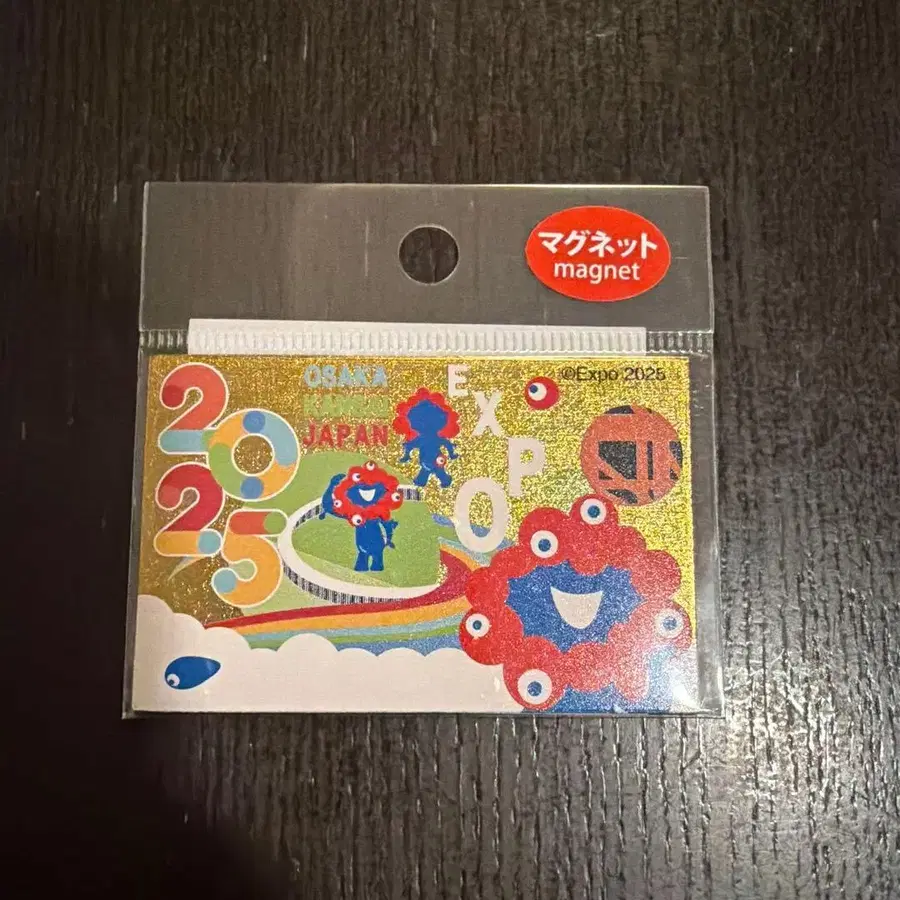 マグネット
magnet
©Expo 2025
2025
OSAKA
KANSAI
JAPAN
EXPO